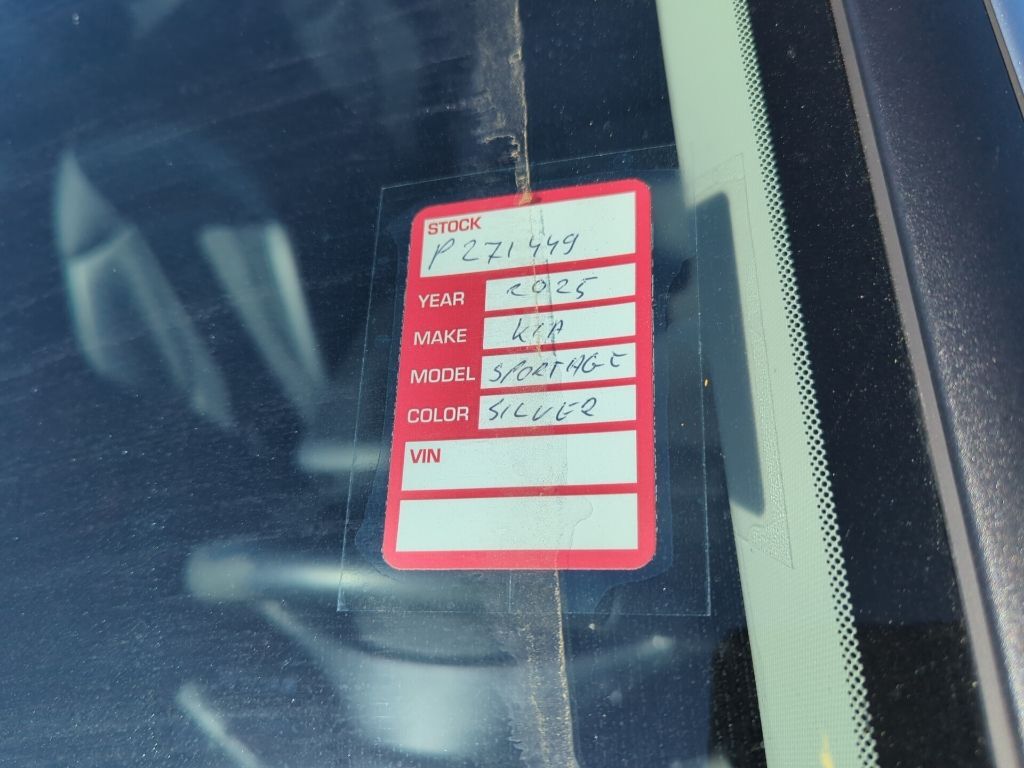 STOCK
P271449
YEAR 2025
MAKE KIA
MODEL SPORTAGE
COLOR SILVER
VIN